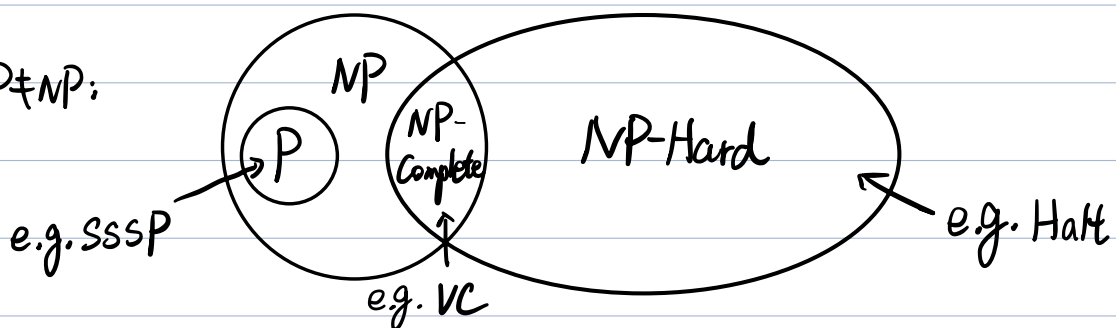 P≠NP:
NP
P
NP-
Complete
NP-Hard
e.g. SSSP
e.g. VC
e.g. Halt